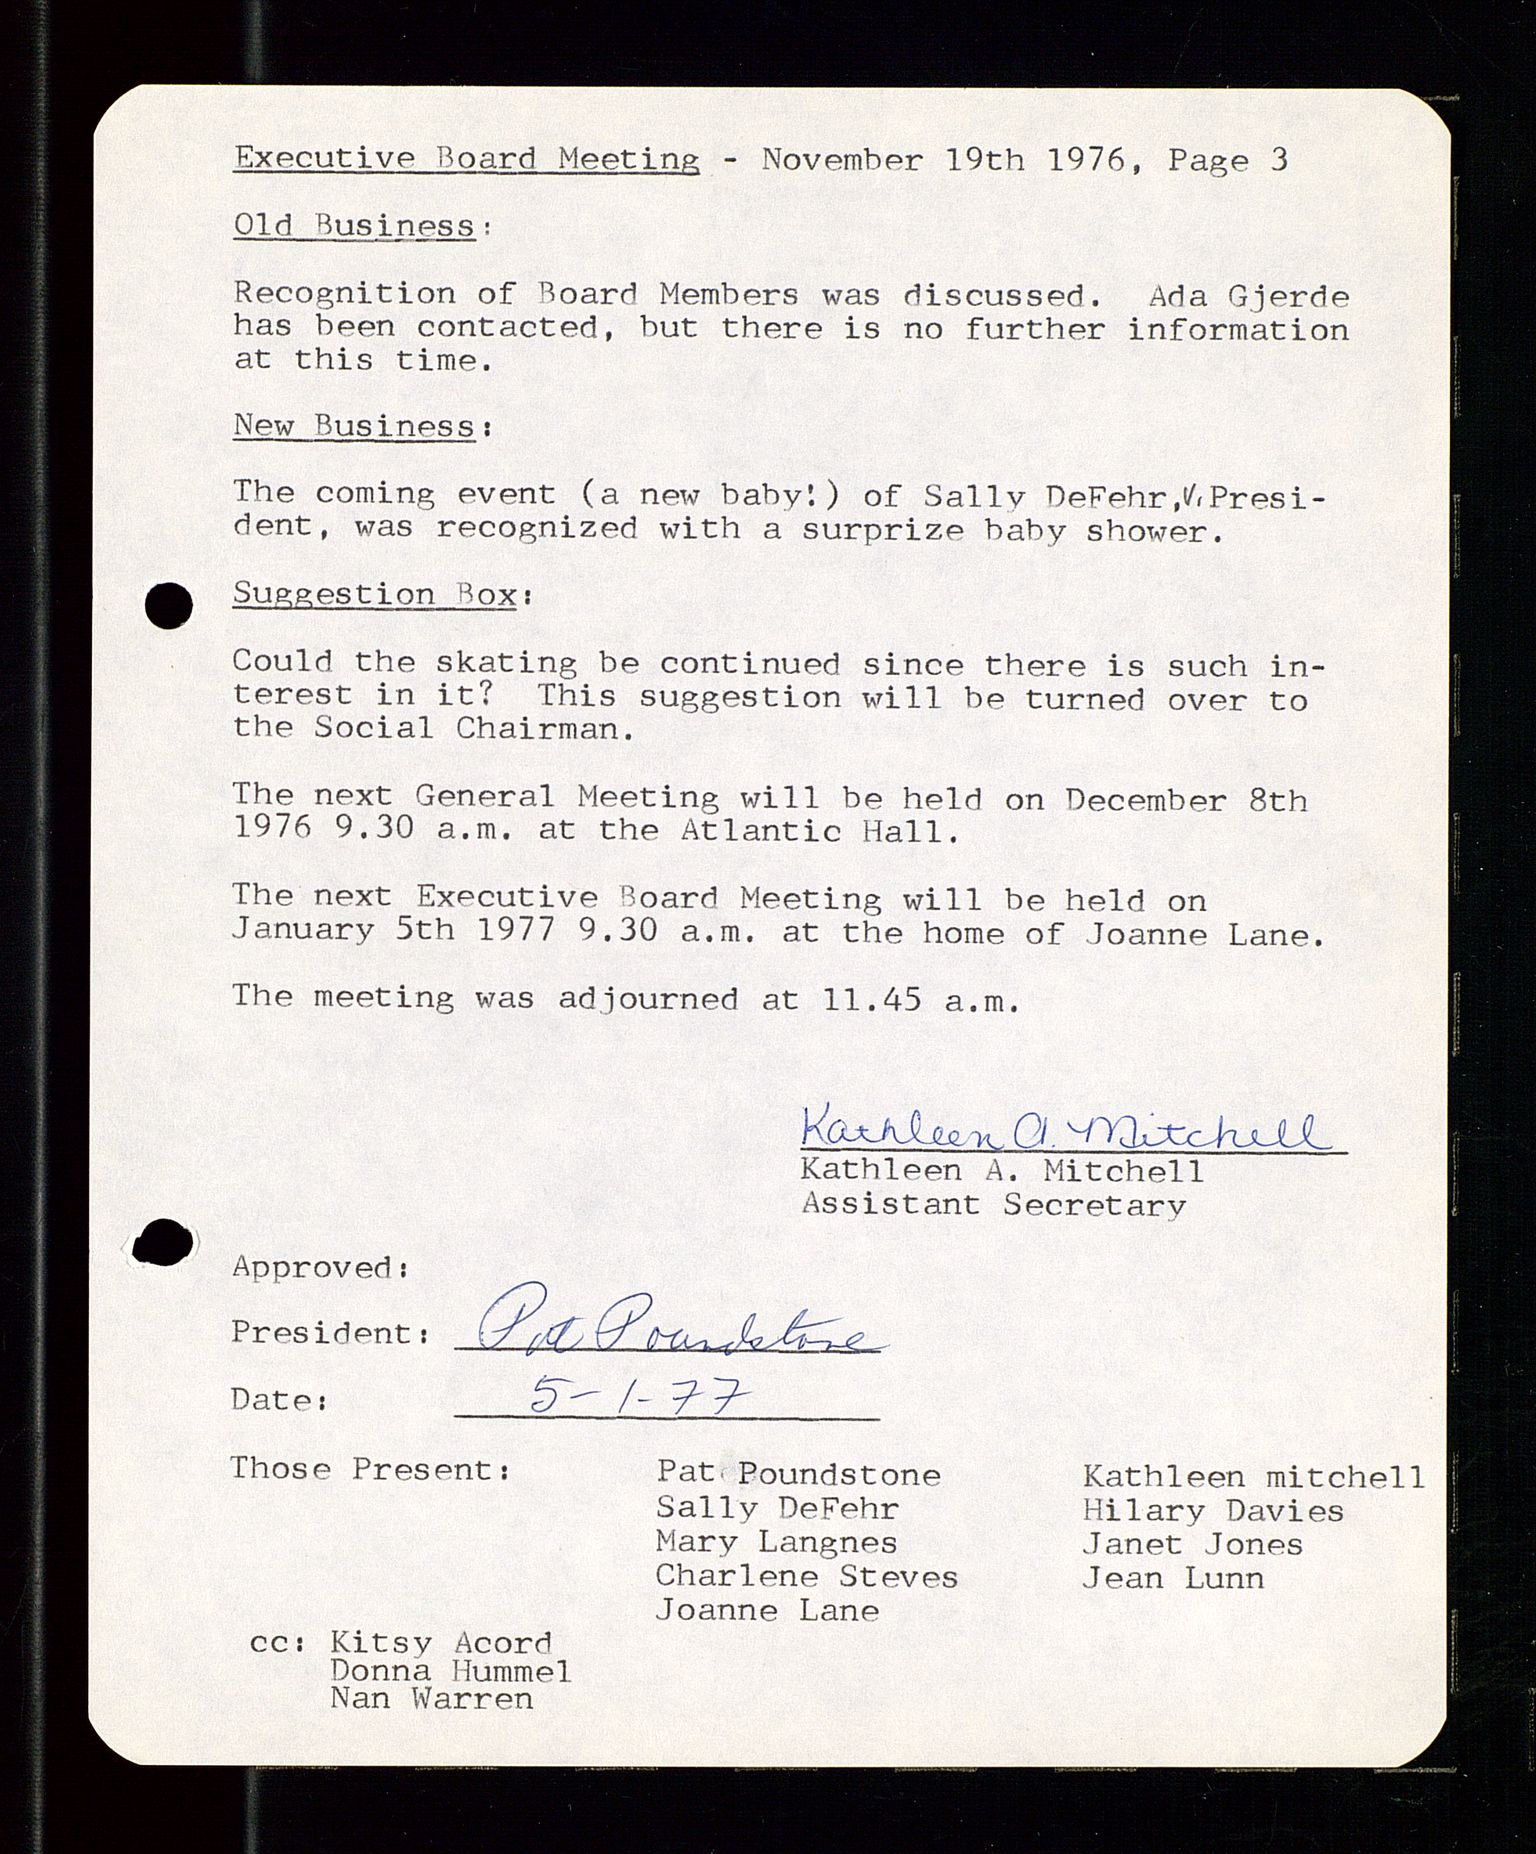 Executive Board Meeting - November 19th 1976, Page 3
Old Business:
Recognition of Board Members was discussed. Ada Gjerde
has been contacted, but there is no further information
at this time.
New Business:
The coming event (a new baby!) of Sally DeFehr, V. Presi-
dent, was recognized with a surprize baby shower.
Suggestion Box:
Could the skating be continued since there is such in-
terest in it? This suggestion will be turned over to
the Social Chairman.
The next General Meeting will be held on December 8th
1976 9.30 a.m. at the Atlantic Hall.
The next Executive Board Meeting will be held on
January 5th 1977 9.30 a.m. at the home of Joanne Lane.
The meeting was adjourned at 11.45 a.m.
Kathleen A. Mitchell
Kathleen A. Mitchell
Assistant Secretary
Approved:
President: Pat Poundstone
Date: 5-1-77
Those Present: Pat Poundstone Kathleen mitchell
Sally DeFehr Hilary Davies
Mary Langnes Janet Jones
Charlene Steves Jean Lunn
Joanne Lane
cc: Kitsy Acord
Donna Hummel
Nan Warren